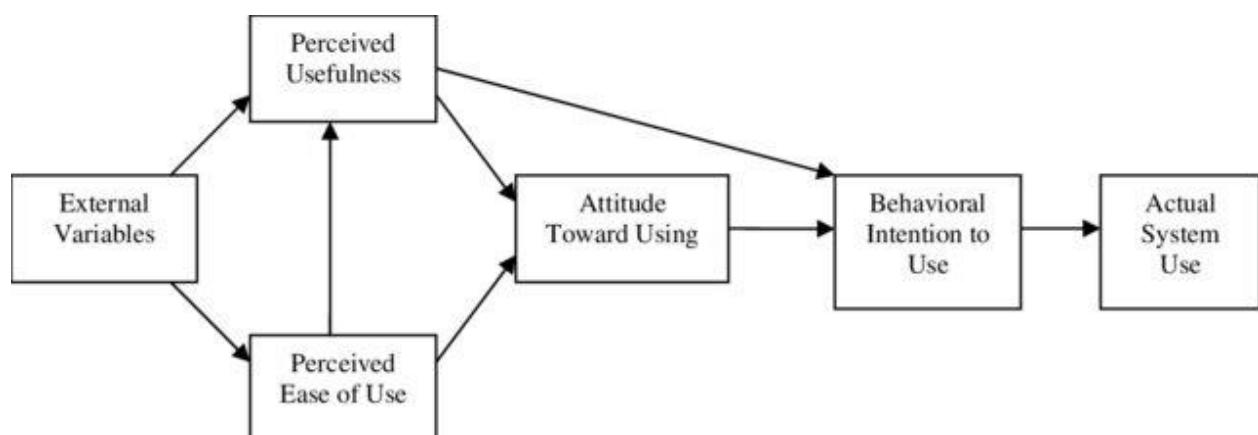 Perceived
Usefulness
External
Variables
Attitude
Toward Using
Behavioral
Intention to
Use
Actual
System
Use
Perceived
Ease of Use